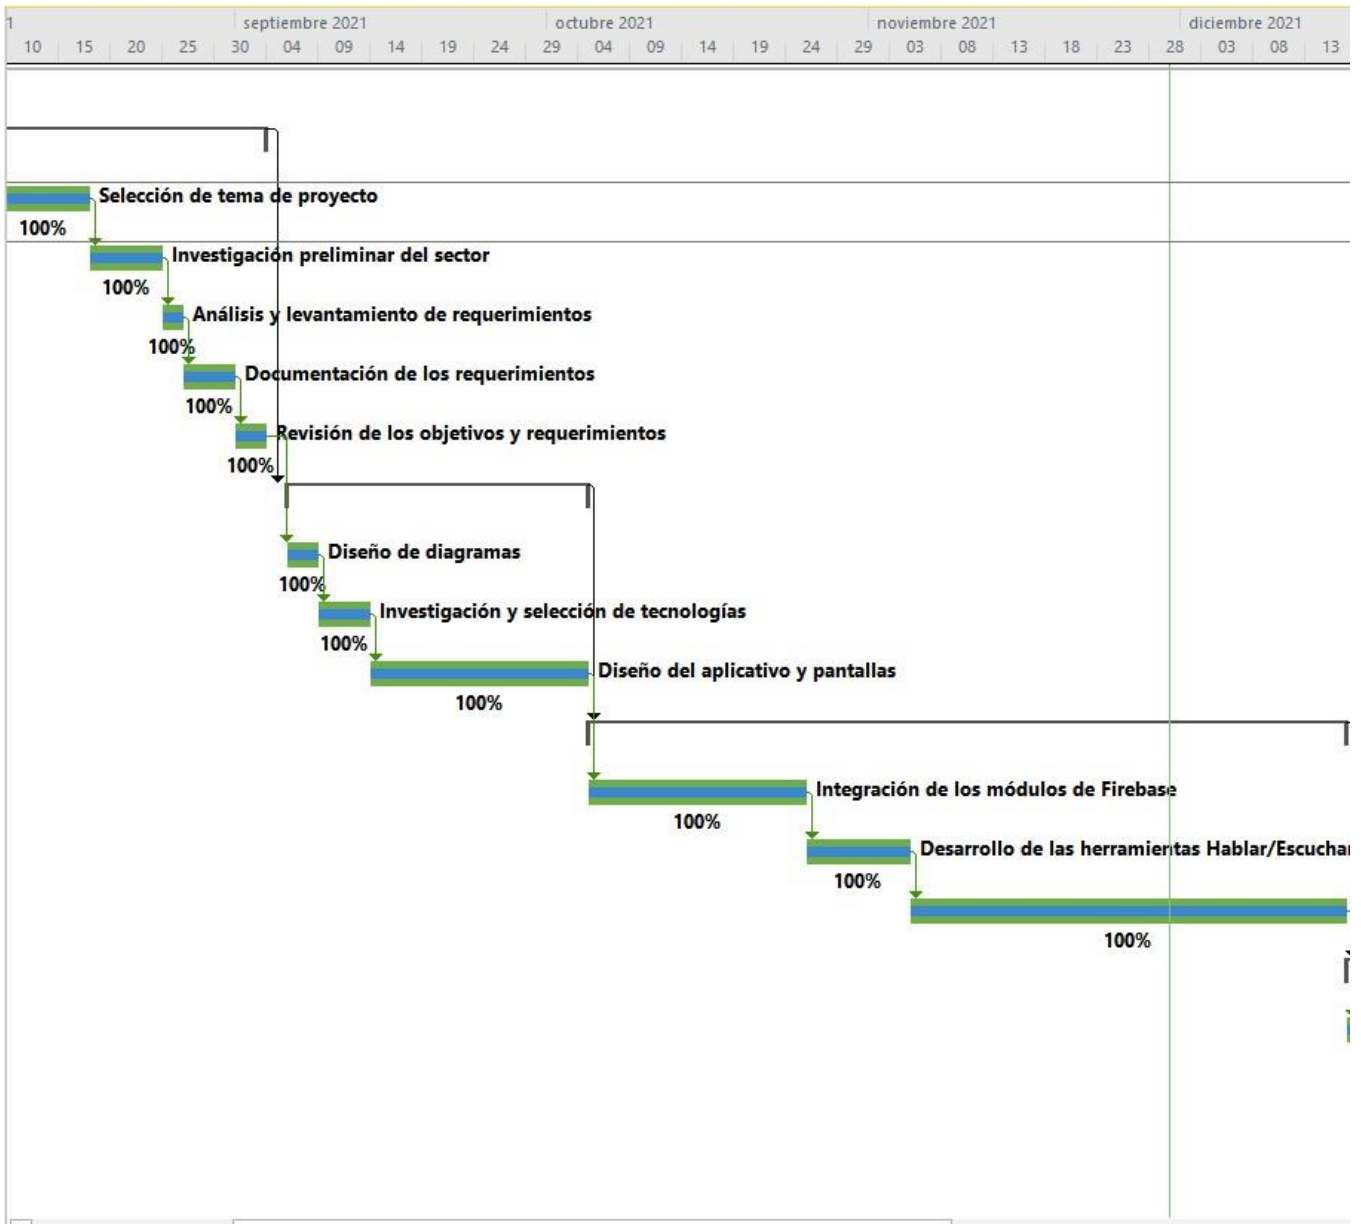 1 septiembre 2021 octubre 2021 noviembre 2021 diciembre 2021
10 15 20 25 30 04 09 14 19 24 29 04 09 14 19 24 29 03 08 13 18 23 28 03 08 13
Selección de tema de proyecto
100%
Investigación preliminar del sector
100%
Análisis y levantamiento de requerimientos
100%
Documentación de los requerimientos
100%
Revisión de los objetivos y requerimientos
100%
Diseño de diagramas
100%
Investigación y selección de tecnologías
100%
Diseño del aplicativo y pantallas
100%
Integración de los módulos de Firebase
100%
Desarrollo de las herramientas Hablar/Escuchar
100%
100%